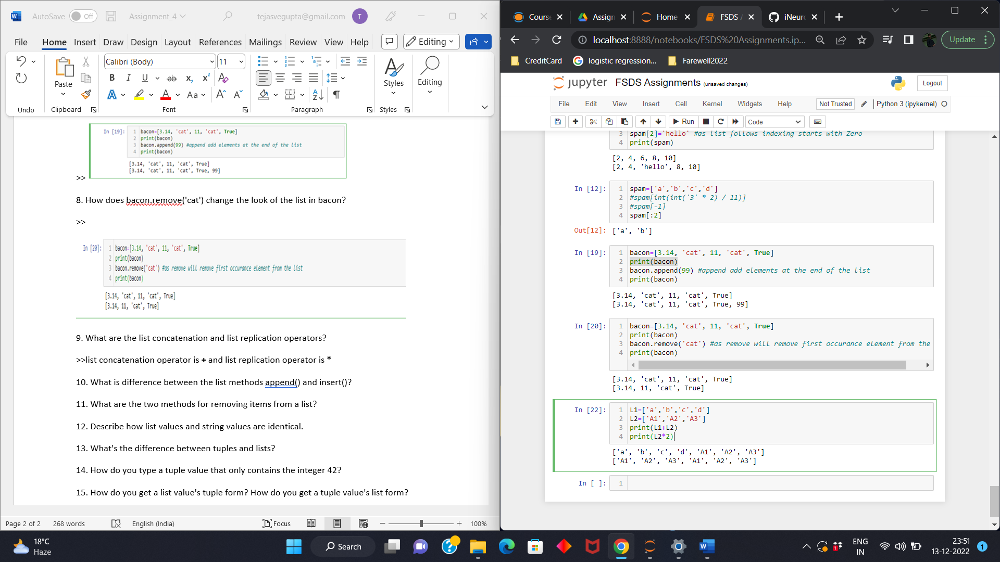 AutoSave Off Assignment_4 tejasvegupta@gmail.com T
File Home Insert Draw Design Layout References Mailings Review View Help Editing
Calibri (Body) 11
Paste
Styles
Editing
Undo Clipboard Font Paragraph Styles
In [19]: 1 bacon=[3.14, 'cat', 11, 'cat', True]
2 print(bacon)
3 bacon.append(99) #append add elements at the end of the list
4 print(bacon)
[3.14, 'cat', 11, 'cat', True]
[3.14, 'cat', 11, 'cat', True, 99]
>>
8. How does bacon.remove('cat') change the look of the list in bacon?
>>
In [20]: 1 bacon=[3.14, 'cat', 11, 'cat', True]
2 print(bacon)
3 bacon.remove('cat') #as remove will remove first occurance element from the list
4 print(bacon)
[3.14, 'cat', 11, 'cat', True]
[3.14, 11, 'cat', True]
9. What are the list concatenation and list replication operators?
>>list concatenation operator is + and list replication operator is *
10. What is difference between the list methods append() and insert()?
11. What are the two methods for removing items from a list?
12. Describe how list values and string values are identical.
13. What's the difference between tuples and lists?
14. How do you type a tuple value that only contains the integer 42?
15. How do you get a list value's tuple form? How do you get a tuple value's list form?
Page 2 of 2 268 words English (India) Focus 100%
Course Assign Home FSDS A iNeuro
localhost:8888/notebooks/FSDS%20Assignments.ip... Update
CreditCard logistic regression... Farewell2022
jupyter FSDS Assignments (unsaved changes) Logout
File Edit View Insert Cell Kernel Widgets Help Not Trusted Python 3 (ipykernel)
Run Code
3 spam[2]='hello' #as list follows indexing starts with Zero
4 print(spam)
[2, 4, 6, 8, 10]
[2, 4, 'hello', 8, 10]
In [12]: 1 spam=['a','b','c','d']
2 #spam[int(int('3' * 2) / 11)]
3 #spam[-1]
4 spam[:2]
Out[12]: ['a', 'b']
In [19]: 1 bacon=[3.14, 'cat', 11, 'cat', True]
2 print(bacon)
3 bacon.append(99) #append add elements at the end of the list
4 print(bacon)
[3.14, 'cat', 11, 'cat', True]
[3.14, 'cat', 11, 'cat', True, 99]
In [20]: 1 bacon=[3.14, 'cat', 11, 'cat', True]
2 print(bacon)
3 bacon.remove('cat') #as remove will remove first occurance element from the
4 print(bacon)
[3.14, 'cat', 11, 'cat', True]
[3.14, 11, 'cat', True]
In [22]: 1 L1=['a','b','c','d']
2 L2=['A1','A2','A3']
3 print(L1+L2)
4 print(L2*2)
['a', 'b', 'c', 'd', 'A1', 'A2', 'A3']
['A1', 'A2', 'A3', 'A1', 'A2', 'A3']
In [ ]: 1
18°C
Haze
Search
ENG
IN
23:51
13-12-2022
1